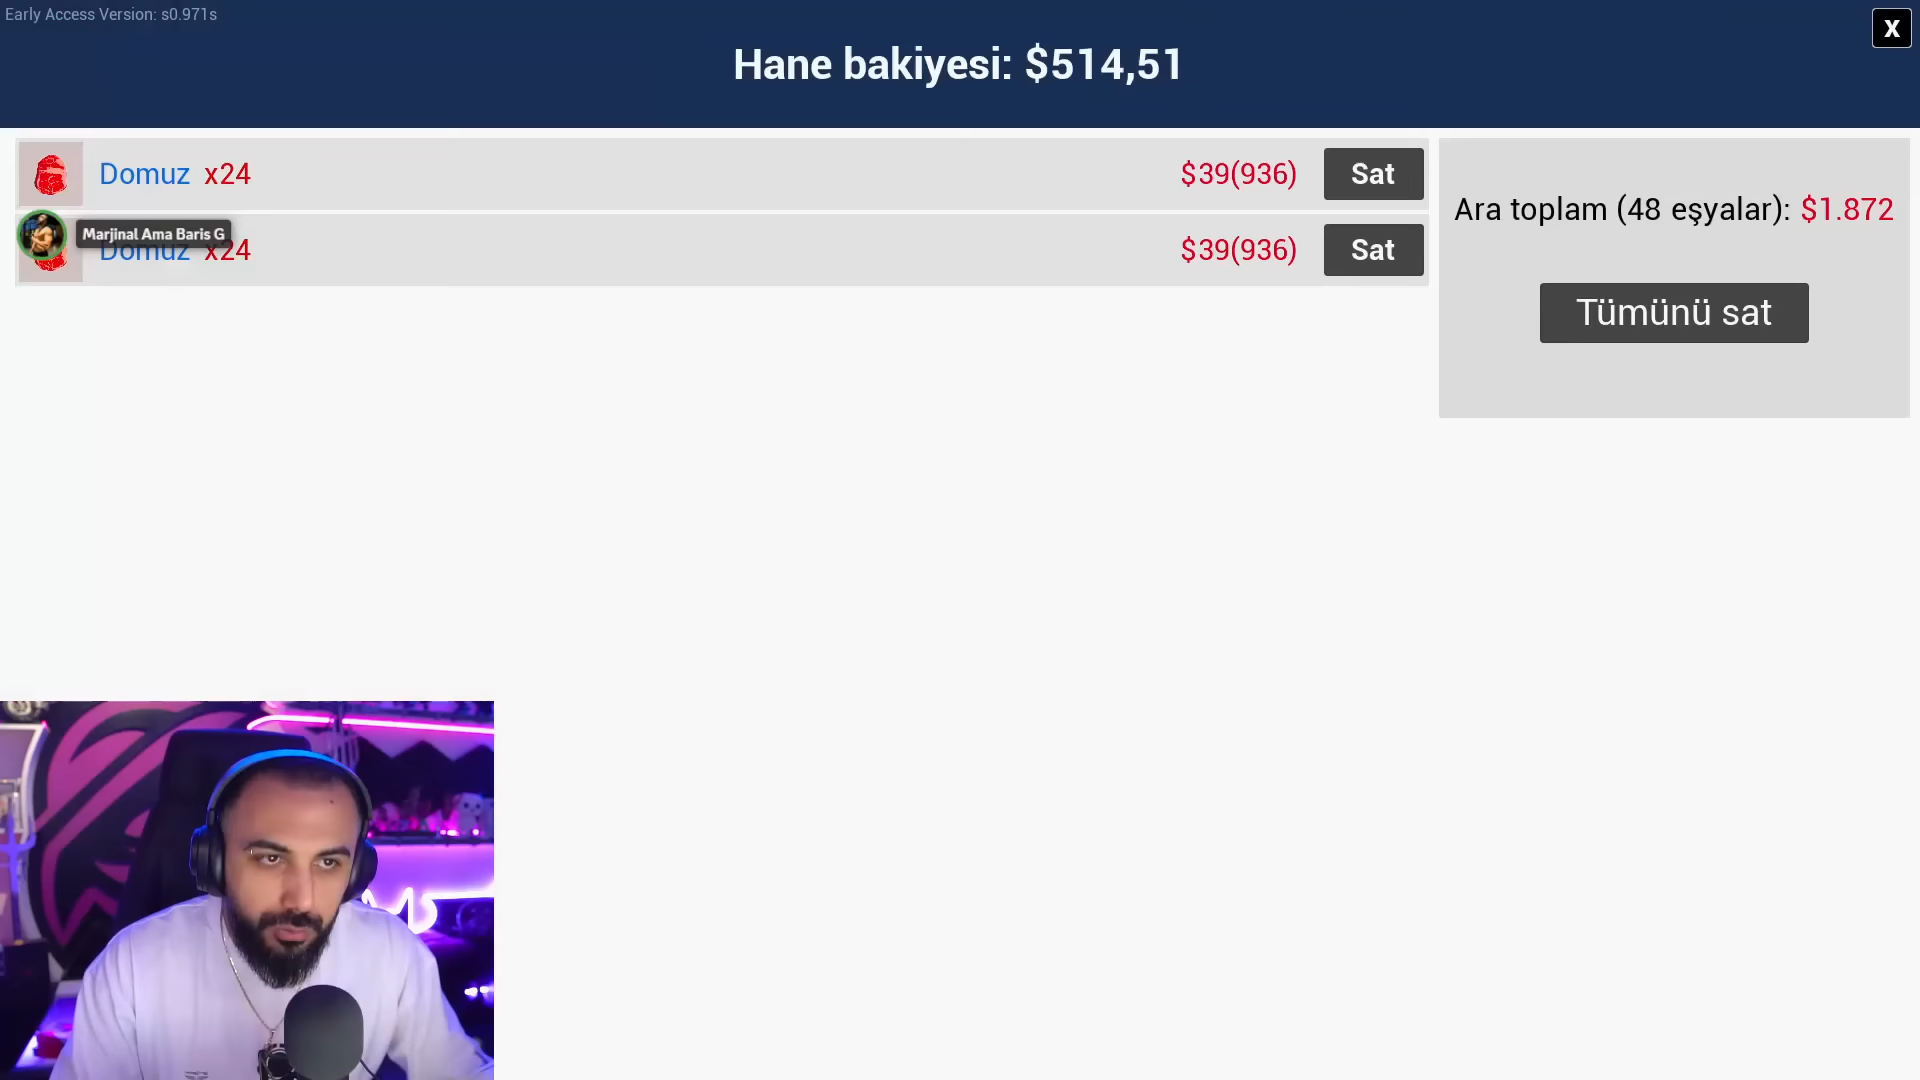 Early Access Version: s0.971s
X
Hane bakiyesi: $514,51
Domuz x24 $39(936) Sat
Marjinal Ama Baris G
Domuz x24 $39(936) Sat
Ara toplam (48 eşyalar): $1.872
Tümünü sat